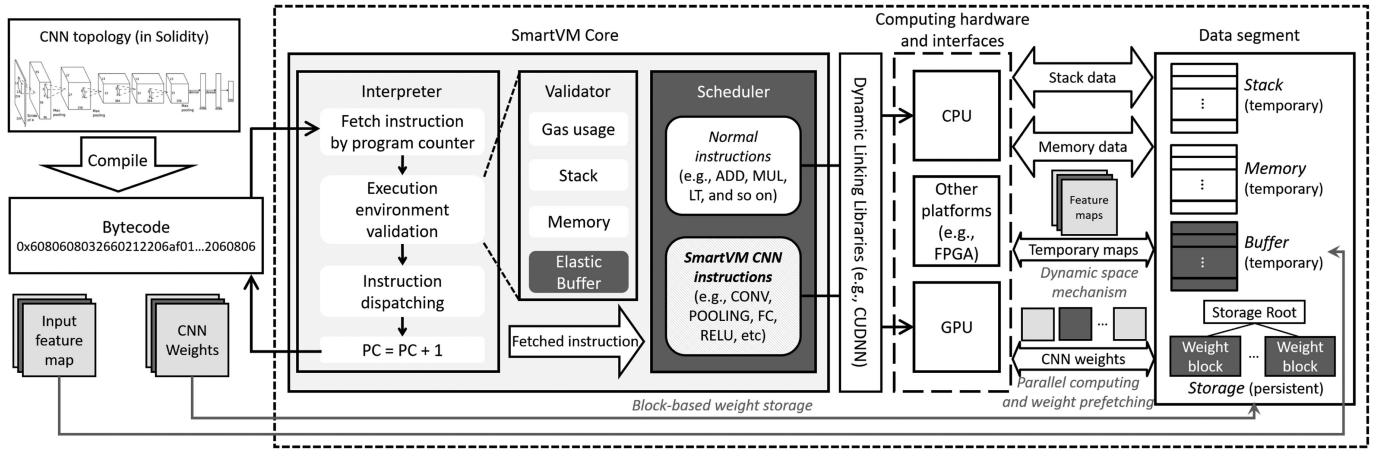 CNN topology (in Solidity)
Compile
Bytecode
0x6080608032660212206af01...2060806
Input
feature
map
CNN
Weights
SmartVM Core
Interpreter
Fetch instruction
by program counter
Execution
environment
validation
Instruction
dispatching
PC = PC + 1
Validator
Gas usage
Stack
Memory
Elastic
Buffer
Fetched instruction
Scheduler
Normal
instructions
(e.g., ADD, MUL,
LT, and so on)
SmartVM CNN
instructions
(e.g., CONV,
POOLING, FC,
RELU, etc)
Block-based weight storage
Dynamic Linking Libraries (e.g., CUDNN)
Computing hardware
and interfaces
CPU
Other
platforms
(e.g.,
FPGA)
GPU
Stack data
Memory data
Feature
maps
Temporary maps
Dynamic space
mechanism
...
CNN weights
Parallel computing
and weight prefetching
Data segment
Stack
(temporary)
Memory
(temporary)
Buffer
(temporary)
Storage Root
Weight
block
...
Weight
block
Storage (persistent)